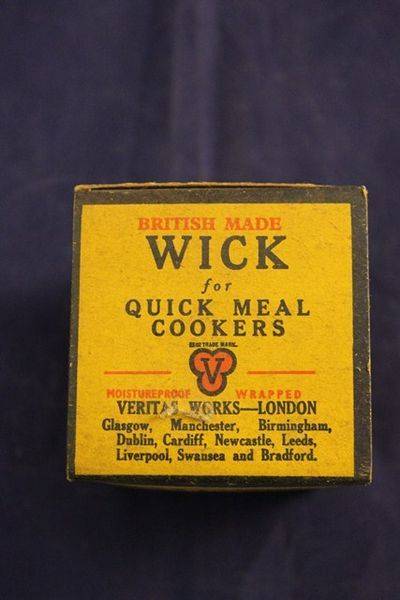 BRITISH MADE
WICK
for
QUICK MEAL
COOKERS
REGD TRADE MARK.
V
MOISTUREPROOF WRAPPED
VERITAS WORKS—LONDON
Glasgow, Manchester, Birmingham,
Dublin, Cardiff, Newcastle, Leeds,
Liverpool, Swansea and Bradford.